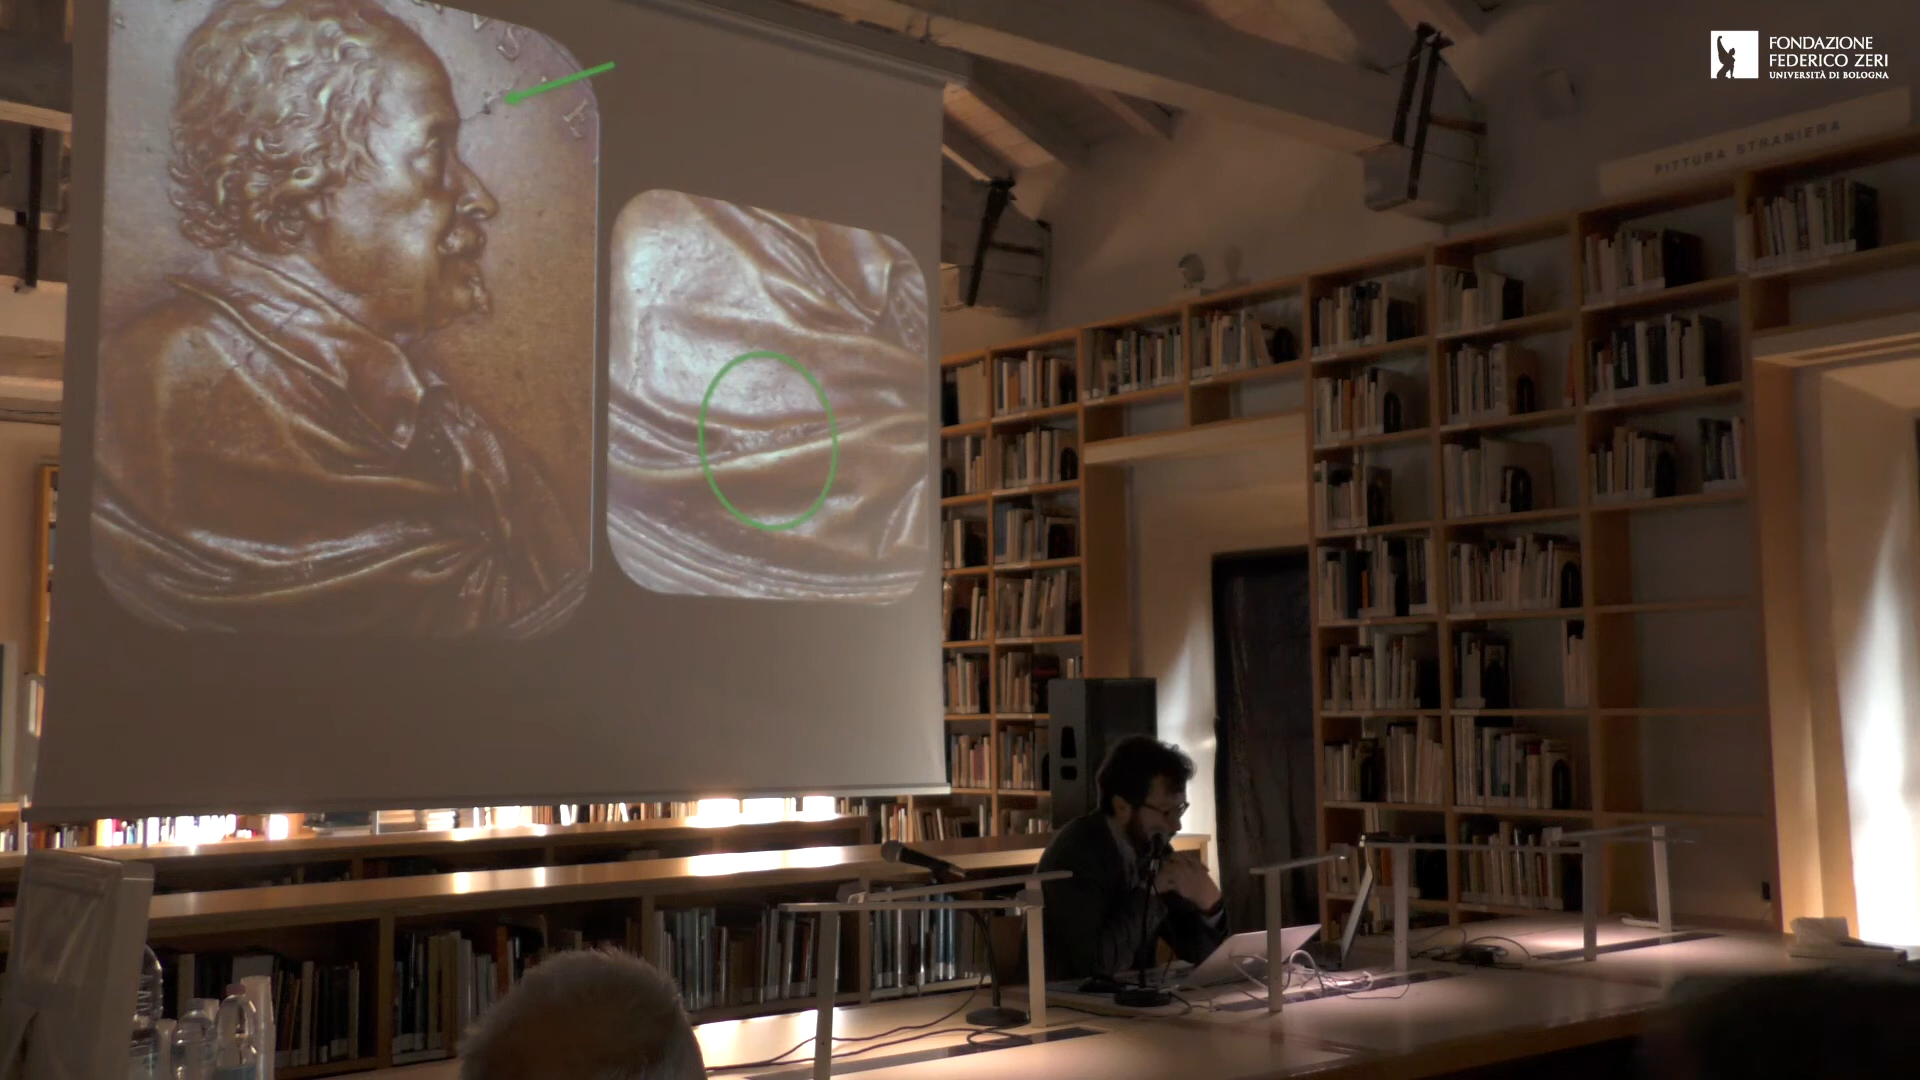 FONDAZIONE
FEDERICO ZERI
UNIVERSITÀ DI BOLOGNA
PITTURA STRANIERA